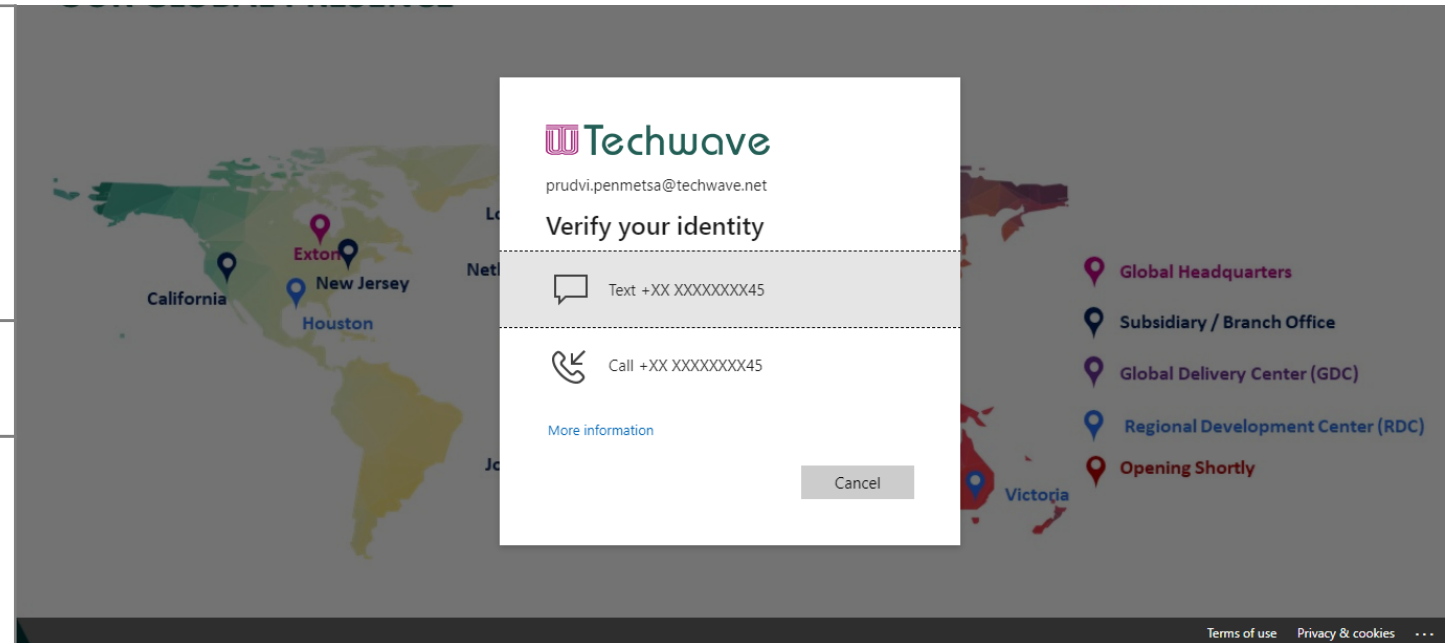 Techwave
prudvi.penmetsa@techwave.net
Verify your identity
Text +XX XXXXXXXX45
Call +XX XXXXXXXX45
More information
Cancel
Exton
New Jersey
California
Houston
Victoria
Global Headquarters
Subsidiary / Branch Office
Global Delivery Center (GDC)
Regional Development Center (RDC)
Opening Shortly
Terms of use Privacy & cookies ...